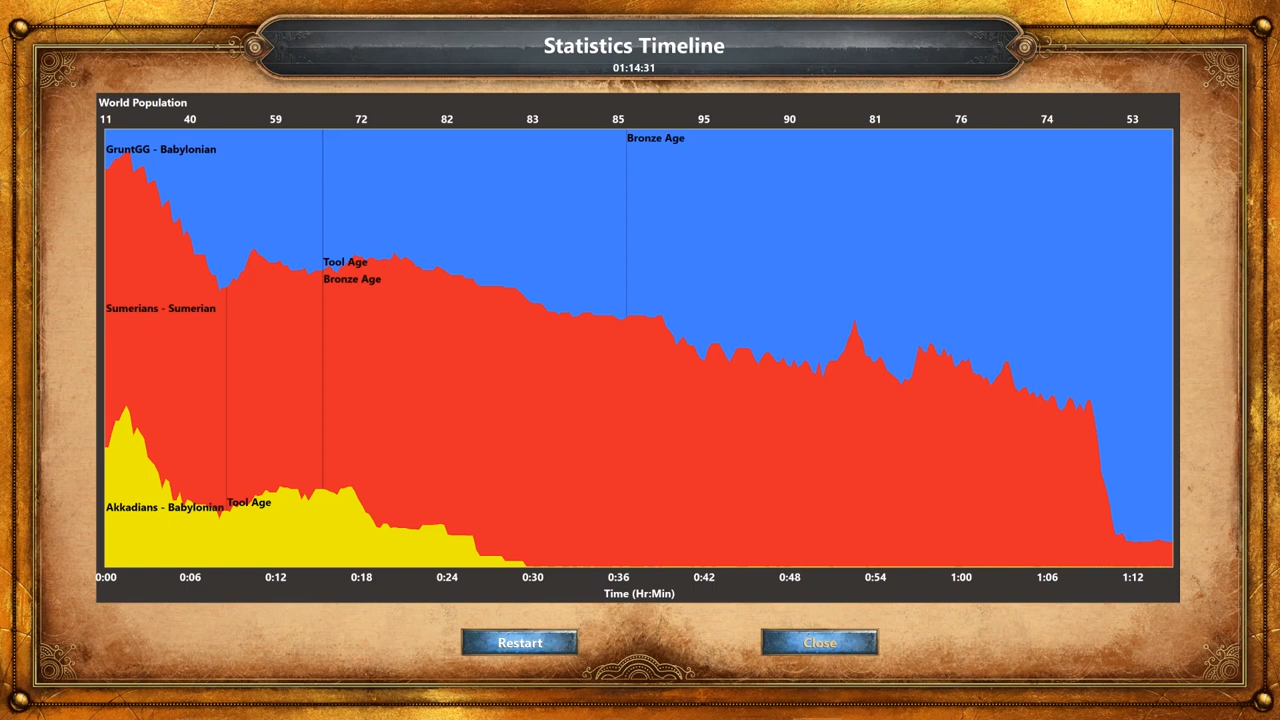 Statistics Timeline
01:14:31
World Population
11 40 59 72 82 83 85 95 90 81 76 74 53
Bronze Age
GruntGG - Babylonian
Tool Age
Bronze Age
Sumerians - Sumerian
Tool Age
Akkadians - Babylonian
0:00 0:06 0:12 0:18 0:24 0:30 0:36 0:42 0:48 0:54 1:00 1:06 1:12
Time (Hr:Min)
Restart Close